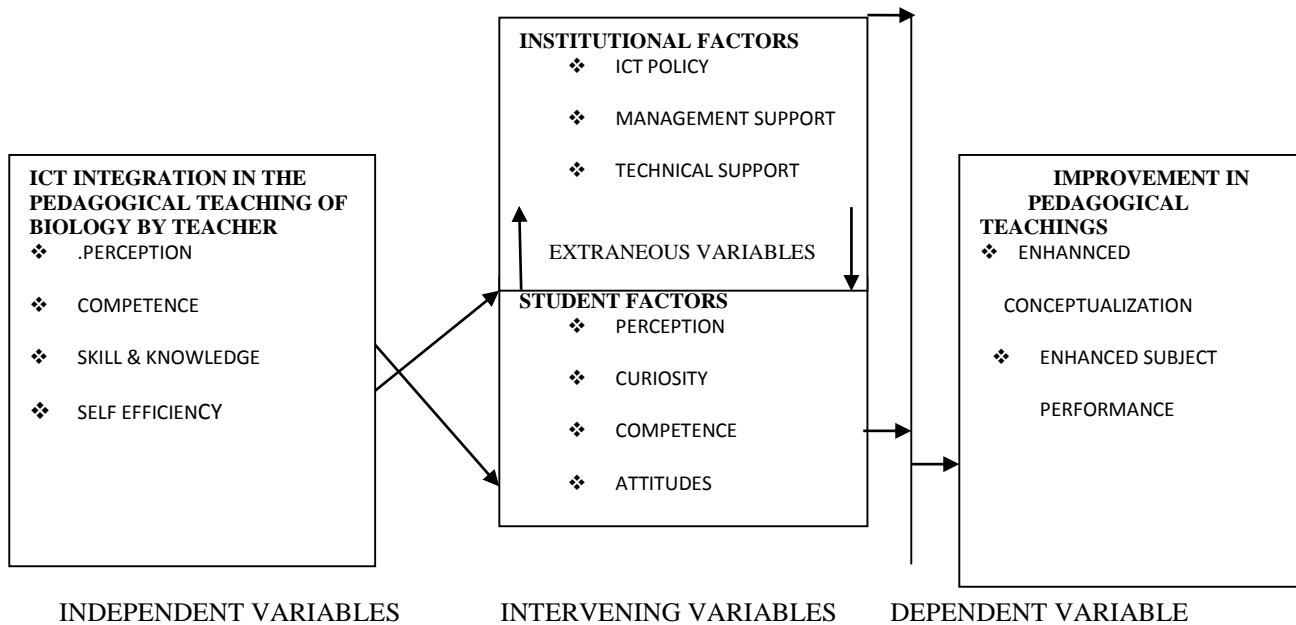 INSTITUTIONAL FACTORS
❖ ICT POLICY
❖ MANAGEMENT SUPPORT
❖ TECHNICAL SUPPORT
EXTRANEOUS VARIABLES
ICT INTEGRATION IN THE
PEDAGOGICAL TEACHING OF
BIOLOGY BY TEACHER
❖ .PERCEPTION
❖ COMPETENCE
❖ SKILL & KNOWLEDGE
❖ SELF EFFICIENCY
STUDENT FACTORS
❖ PERCEPTION
❖ CURIOSITY
❖ COMPETENCE
❖ ATTITUDES
IMPROVEMENT IN
PEDAGOGICAL
TEACHINGS
❖ ENHANNCED
CONCEPTUALIZATION
❖ ENHANCED SUBJECT
PERFORMANCE
INDEPENDENT VARIABLES
INTERVENING VARIABLES
DEPENDENT VARIABLE